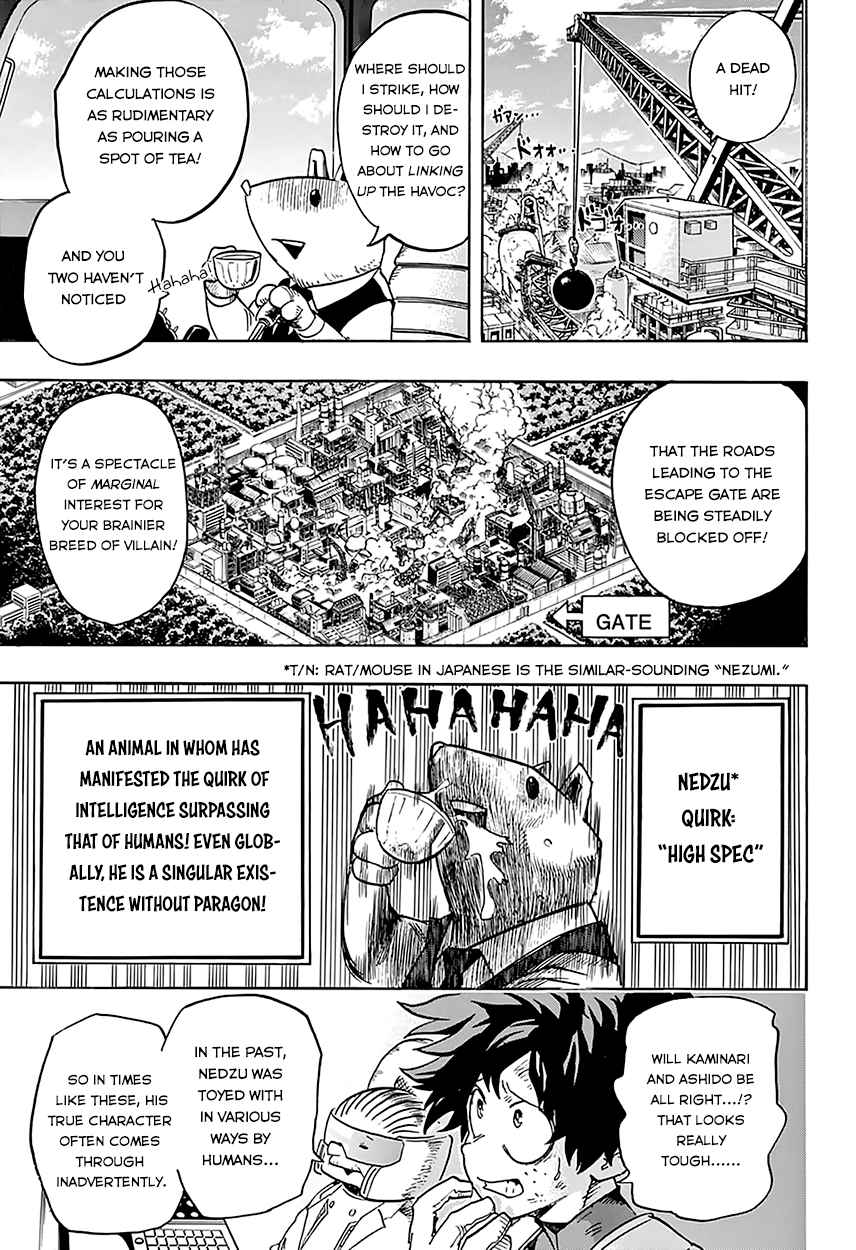 A DEAD
HIT!
ガァン...
ドォオオ...
WHERE SHOULD
I STRIKE, HOW
SHOULD I DE-
STROY IT, AND
HOW TO GO
ABOUT LINKING
UP THE HAVOC?
MAKING THOSE
CALCULATIONS IS
AS RUDIMENTARY
AS POURING A
SPOT OF TEA!
AND YOU
TWO HAVEN'T
NOTICED
Hahaha!
THAT THE ROADS
LEADING TO THE
ESCAPE GATE ARE
BEING STEADILY
BLOCKED OFF!
IT'S A SPECTACLE
OF MARGINAL
INTEREST FOR
YOUR BRAINIER
BREED OF VILLAIN!
GATE
*T/N: RAT/MOUSE IN JAPANESE IS THE SIMILAR-SOUNDING "NEZUMI."
HAHAHAHA
NEDZU*
QUIRK:
"HIGH SPEC"
AN ANIMAL IN WHOM HAS
MANIFESTED THE QUIRK OF
INTELLIGENCE SURPASSING
THAT OF HUMANS! EVEN GLOB-
ALLY, HE IS A SINGULAR EXIS-
TENCE WITHOUT PARAGON!
WILL KAMINARI
AND ASHIDO BE
ALL RIGHT...!?
THAT LOOKS
REALLY
TOUGH......
IN THE PAST,
NEDZU WAS
TOYED WITH
IN VARIOUS
WAYS BY
HUMANS...
SO IN TIMES
LIKE THESE, HIS
TRUE CHARACTER
OFTEN COMES
THROUGH
INADVERTENTLY.